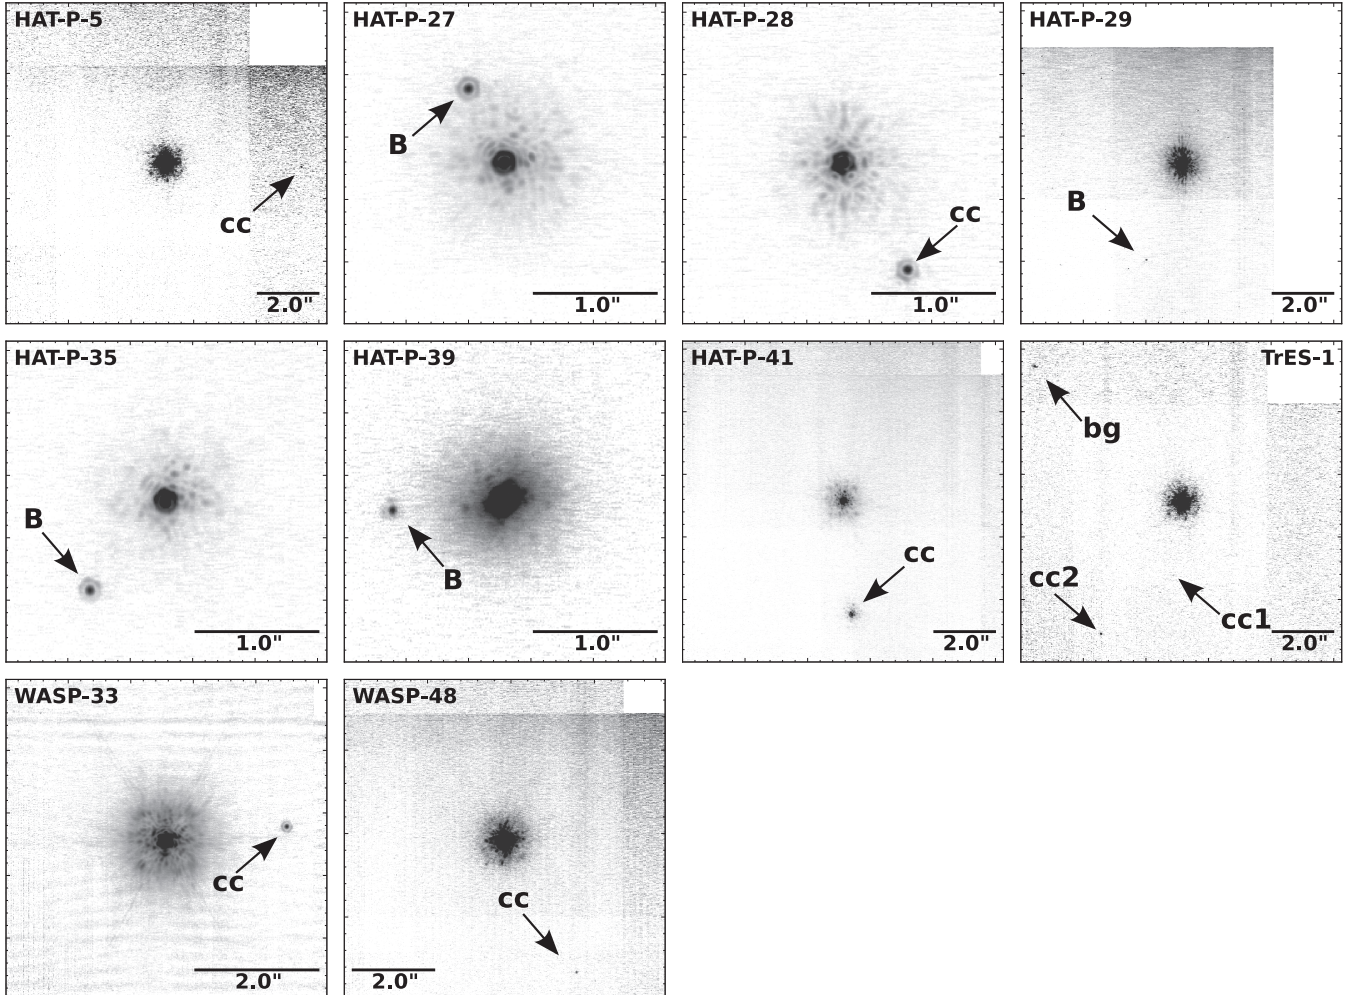 HAT-P-5
cc
2.0"
HAT-P-27
B
1.0"
HAT-P-28
cc
1.0"
HAT-P-29
B
2.0"
HAT-P-35
B
1.0"
HAT-P-39
B
1.0"
HAT-P-41
cc
2.0"
TrES-1
bg
cc2
cc1
2.0"
WASP-33
cc
2.0"
WASP-48
cc
2.0"